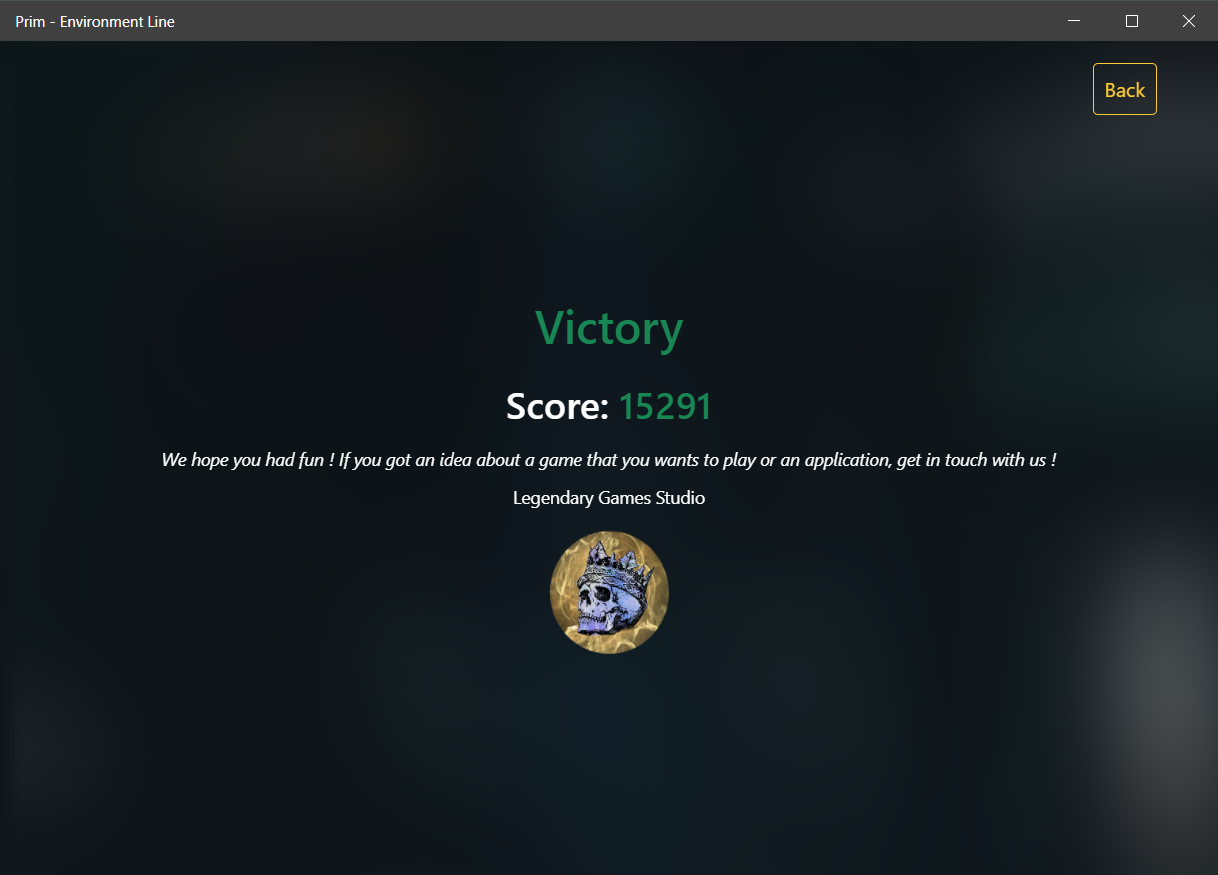 Prim - Environment Line
Back
Victory
Score: 15291
We hope you had fun ! If you got an idea about a game that you wants to play or an application, get in touch with us !
Legendary Games Studio